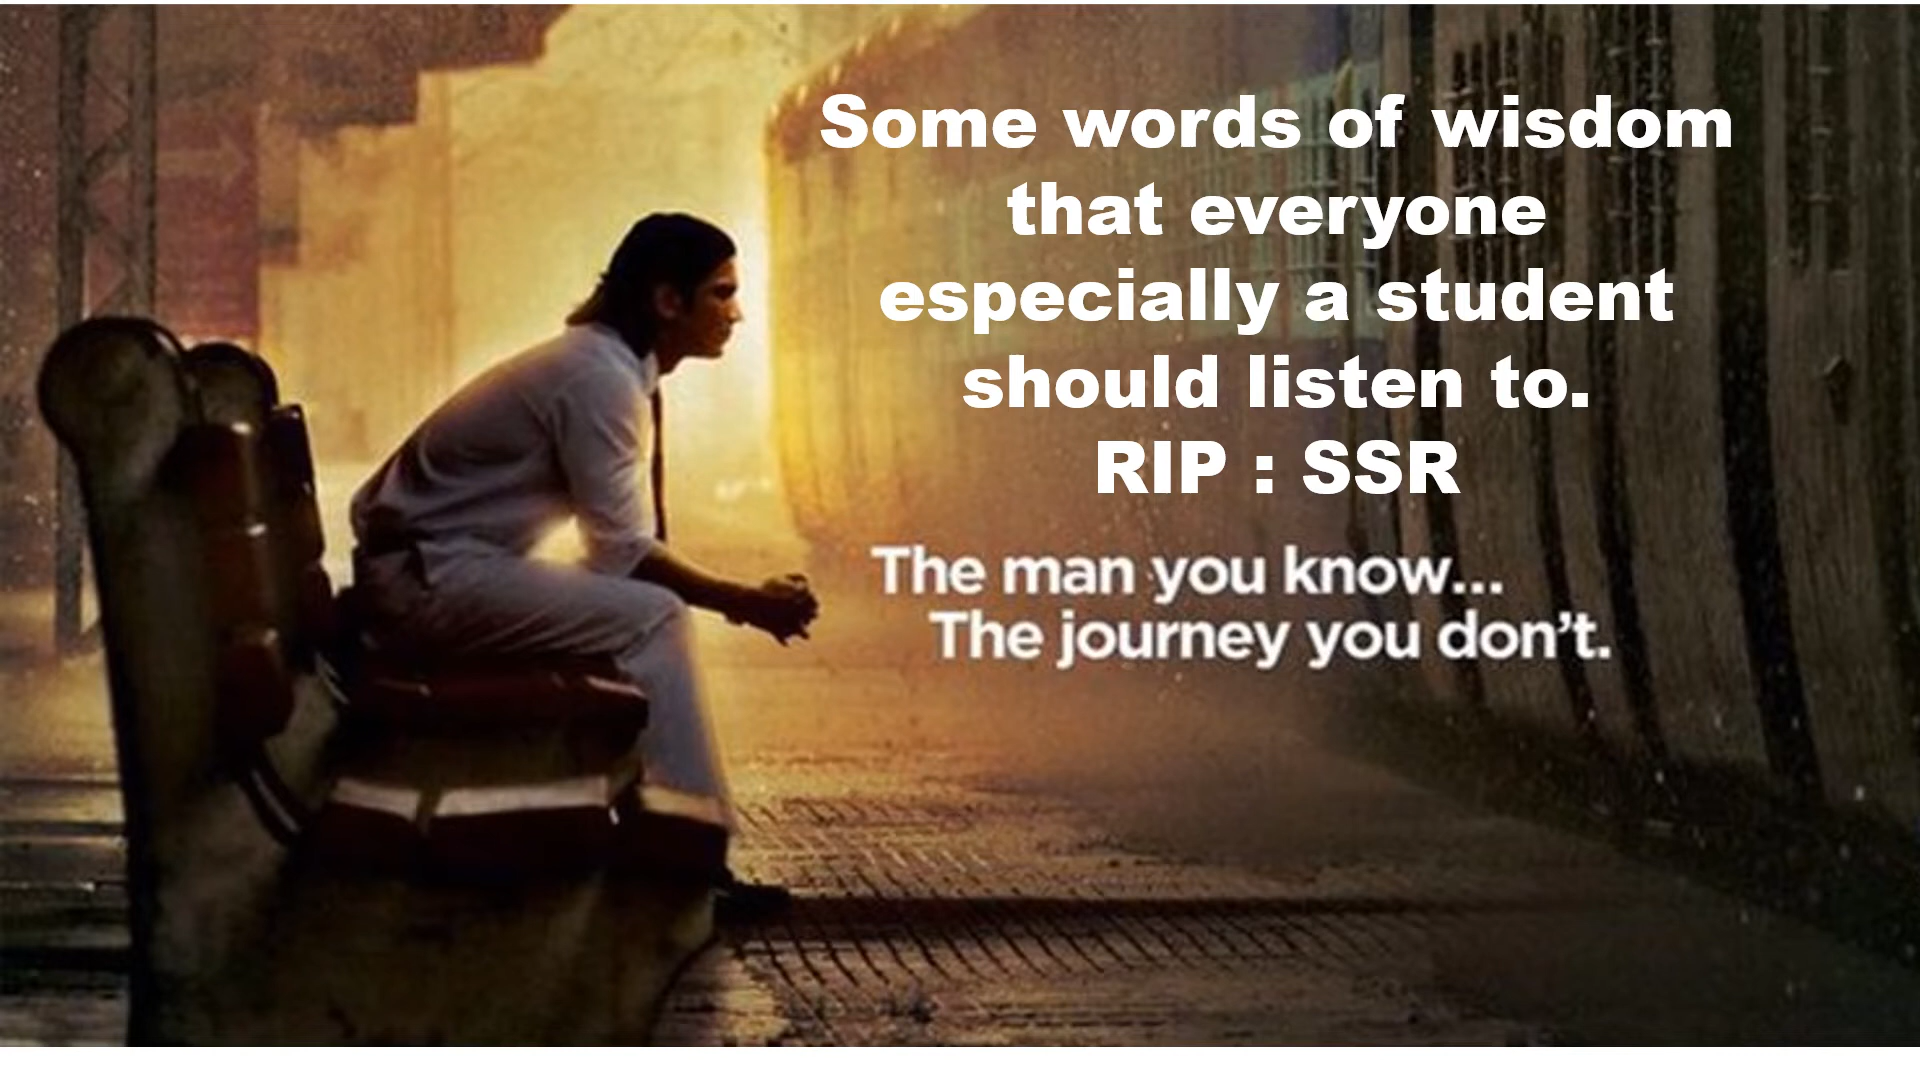 Some words of wisdom
that everyone
especially a student
should listen to.
RIP : SSR
The man you know...
The journey you don't.